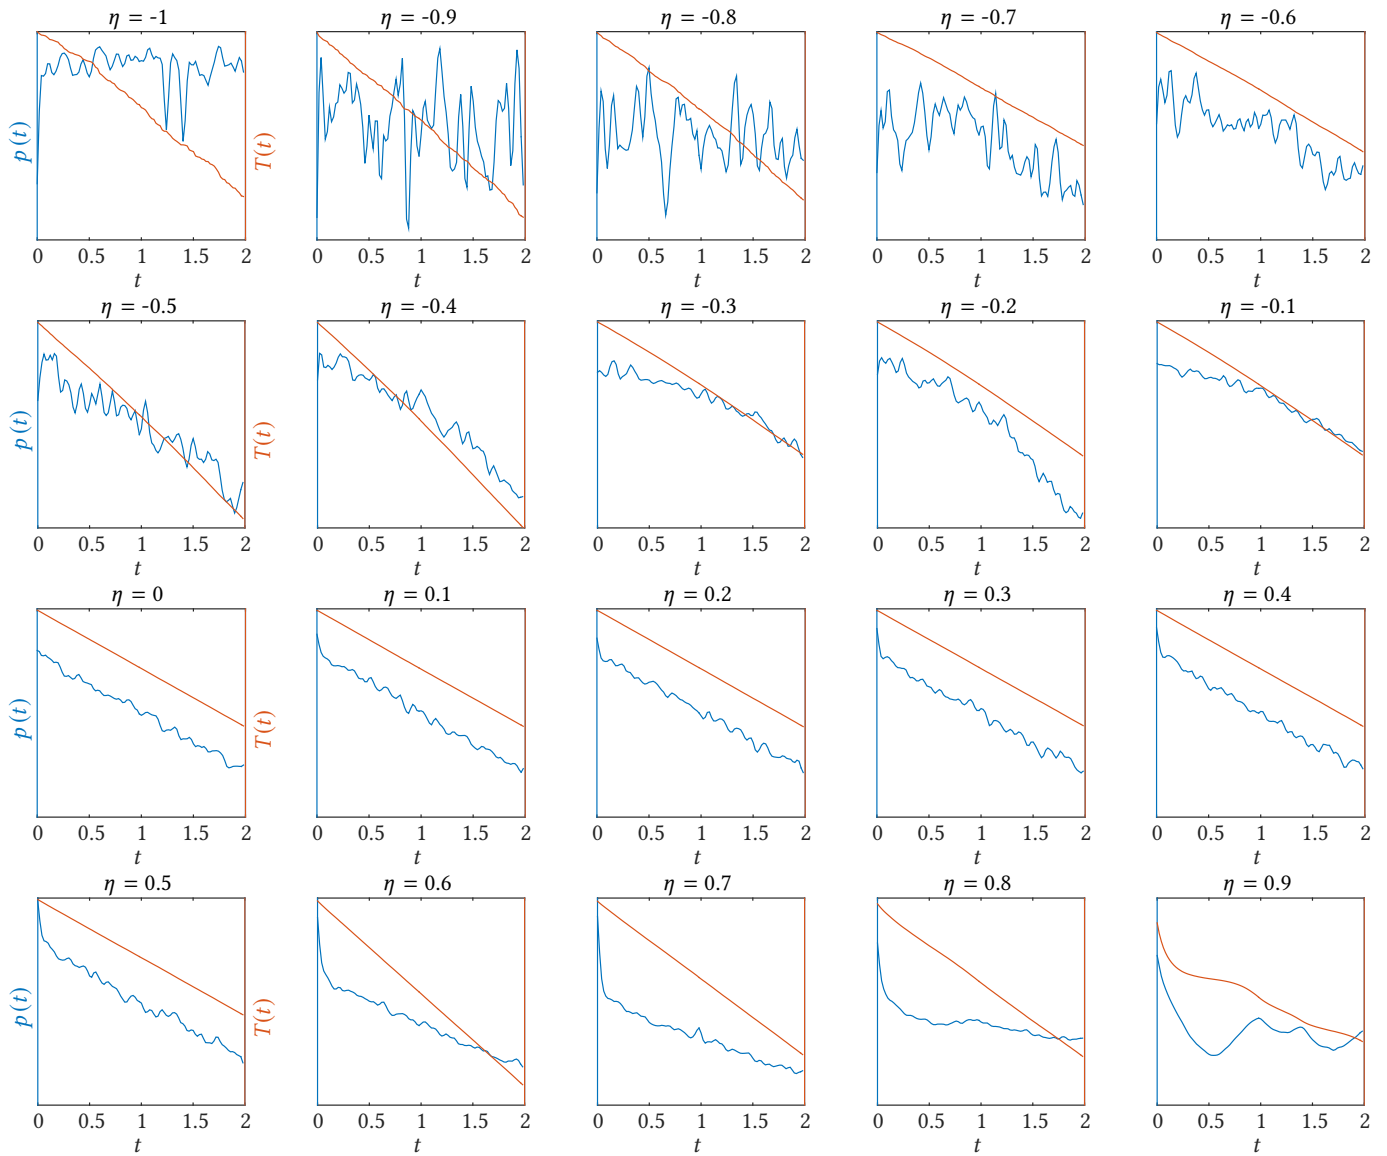 η = -1 η = -0.9 η = -0.8 η = -0.7 η = -0.6
p(t) T(t)
0 0.5 1 1.5 2 0 0.5 1 1.5 2 0 0.5 1 1.5 2 0 0.5 1 1.5 2 0 0.5 1 1.5 2
t t t t t
η = -0.5 η = -0.4 η = -0.3 η = -0.2 η = -0.1
p(t) T(t)
0 0.5 1 1.5 2 0 0.5 1 1.5 2 0 0.5 1 1.5 2 0 0.5 1 1.5 2 0 0.5 1 1.5 2
t t t t t
η = 0 η = 0.1 η = 0.2 η = 0.3 η = 0.4
p(t) T(t)
0 0.5 1 1.5 2 0 0.5 1 1.5 2 0 0.5 1 1.5 2 0 0.5 1 1.5 2 0 0.5 1 1.5 2
t t t t t
η = 0.5 η = 0.6 η = 0.7 η = 0.8 η = 0.9
p(t) T(t)
0 0.5 1 1.5 2 0 0.5 1 1.5 2 0 0.5 1 1.5 2 0 0.5 1 1.5 2 0 0.5 1 1.5 2
t t t t t